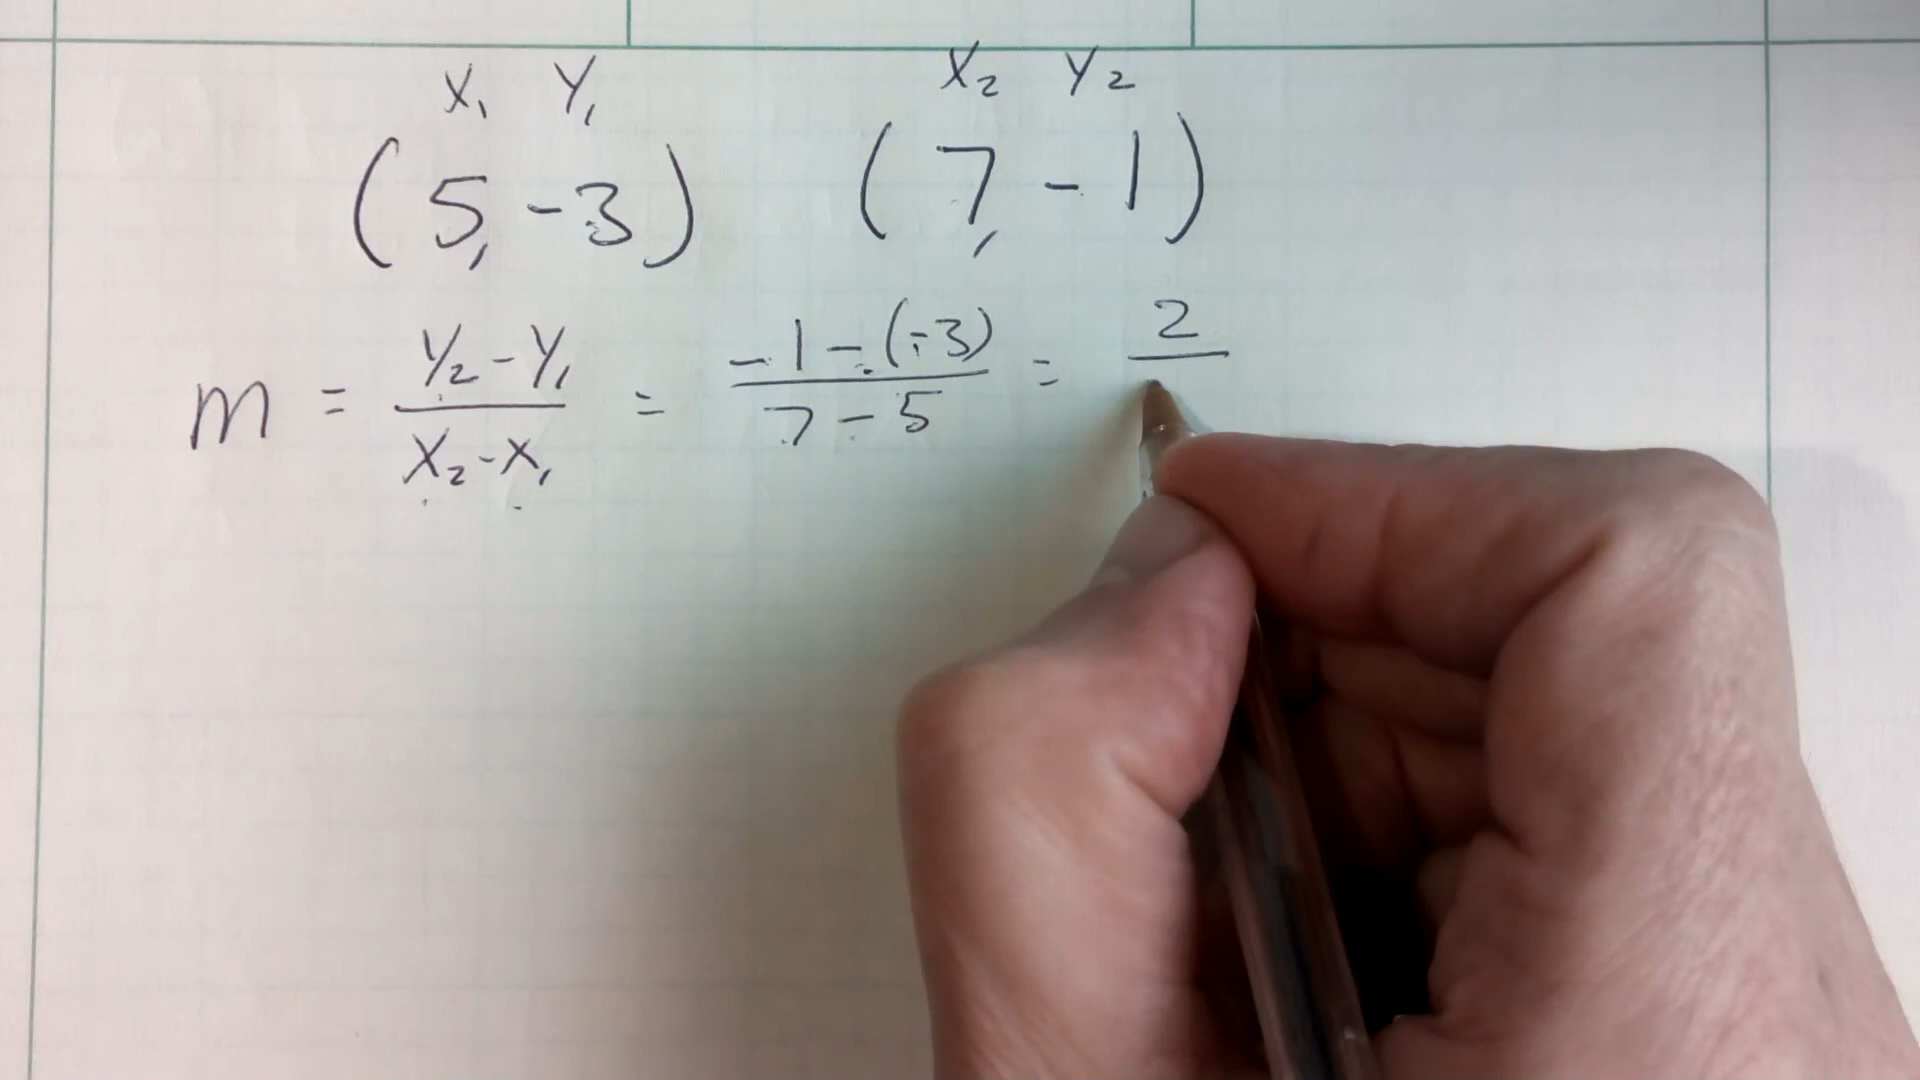 X₁ Y₁ X₂ Y₂
(5, -3) (7, -1)
m = (Y₂ - Y₁)/(X₂ - X₁) = (-1 - (-3))/(7 - 5) = 2/